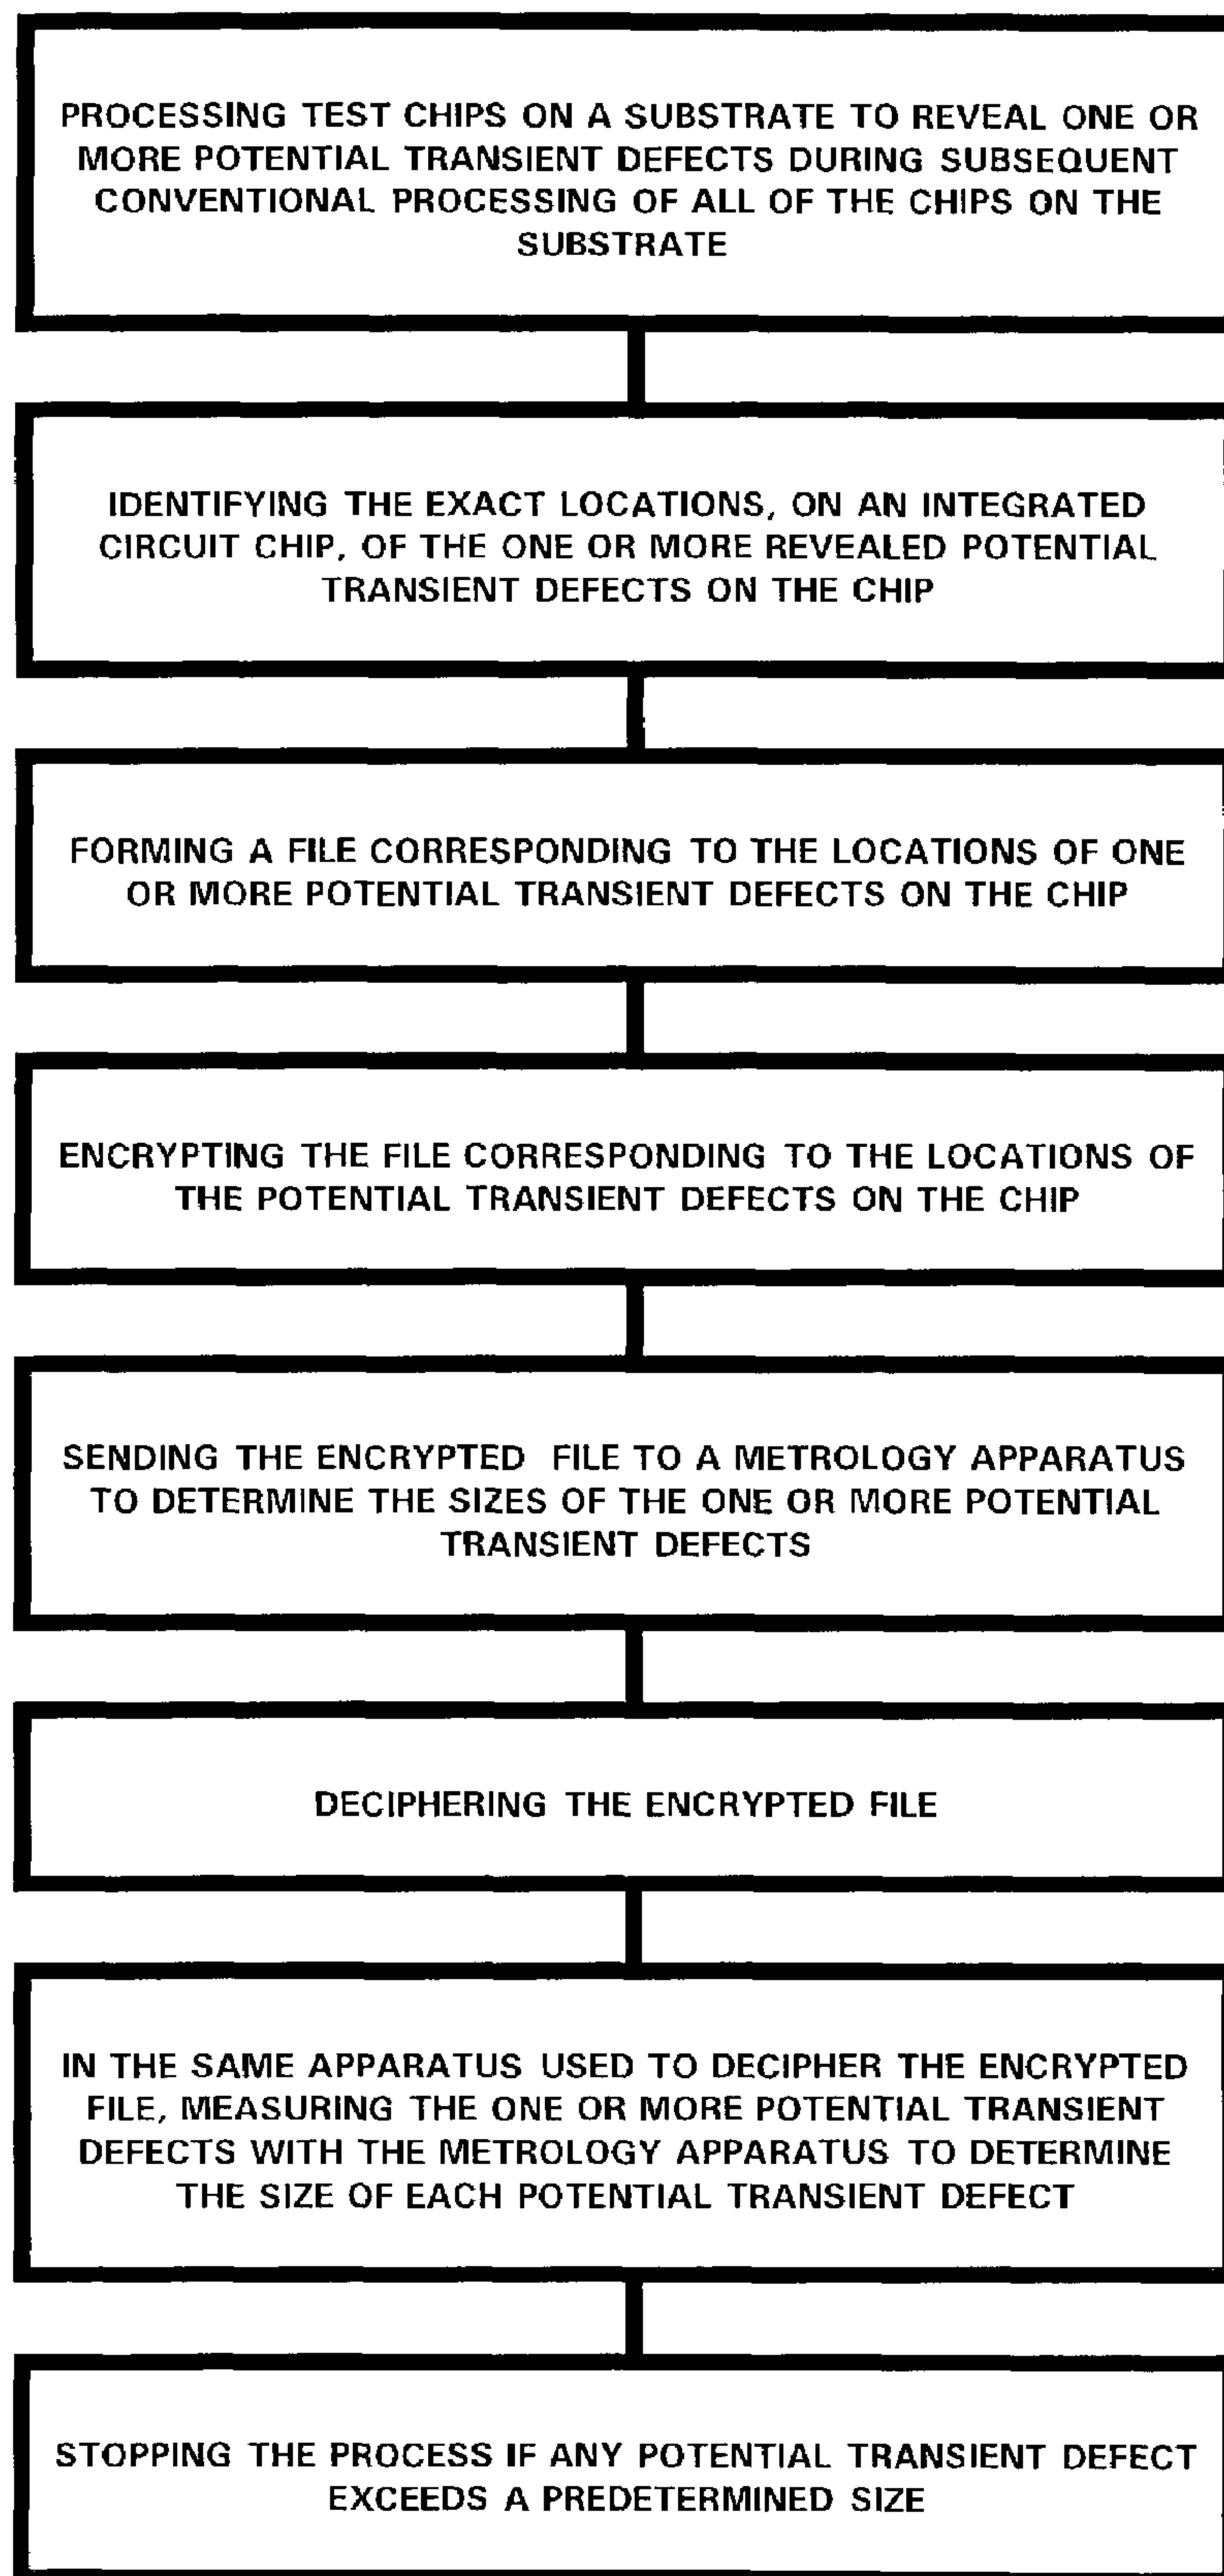 PROCESSING TEST CHIPS ON A SUBSTRATE TO REVEAL ONE OR
MORE POTENTIAL TRANSIENT DEFECTS DURING SUBSEQUENT
CONVENTIONAL PROCESSING OF ALL OF THE CHIPS ON THE
SUBSTRATE
IDENTIFYING THE EXACT LOCATIONS, ON AN INTEGRATED
CIRCUIT CHIP, OF THE ONE OR MORE REVEALED POTENTIAL
TRANSIENT DEFECTS ON THE CHIP
FORMING A FILE CORRESPONDING TO THE LOCATIONS OF ONE
OR MORE POTENTIAL TRANSIENT DEFECTS ON THE CHIP
ENCRYPTING THE FILE CORRESPONDING TO THE LOCATIONS OF
THE POTENTIAL TRANSIENT DEFECTS ON THE CHIP
SENDING THE ENCRYPTED FILE TO A METROLOGY APPARATUS
TO DETERMINE THE SIZES OF THE ONE OR MORE POTENTIAL
TRANSIENT DEFECTS
DECIPHERING THE ENCRYPTED FILE
IN THE SAME APPARATUS USED TO DECIPHER THE ENCRYPTED
FILE, MEASURING THE ONE OR MORE POTENTIAL TRANSIENT
DEFECTS WITH THE METROLOGY APPARATUS TO DETERMINE
THE SIZE OF EACH POTENTIAL TRANSIENT DEFECT
STOPPING THE PROCESS IF ANY POTENTIAL TRANSIENT DEFECT
EXCEEDS A PREDETERMINED SIZE